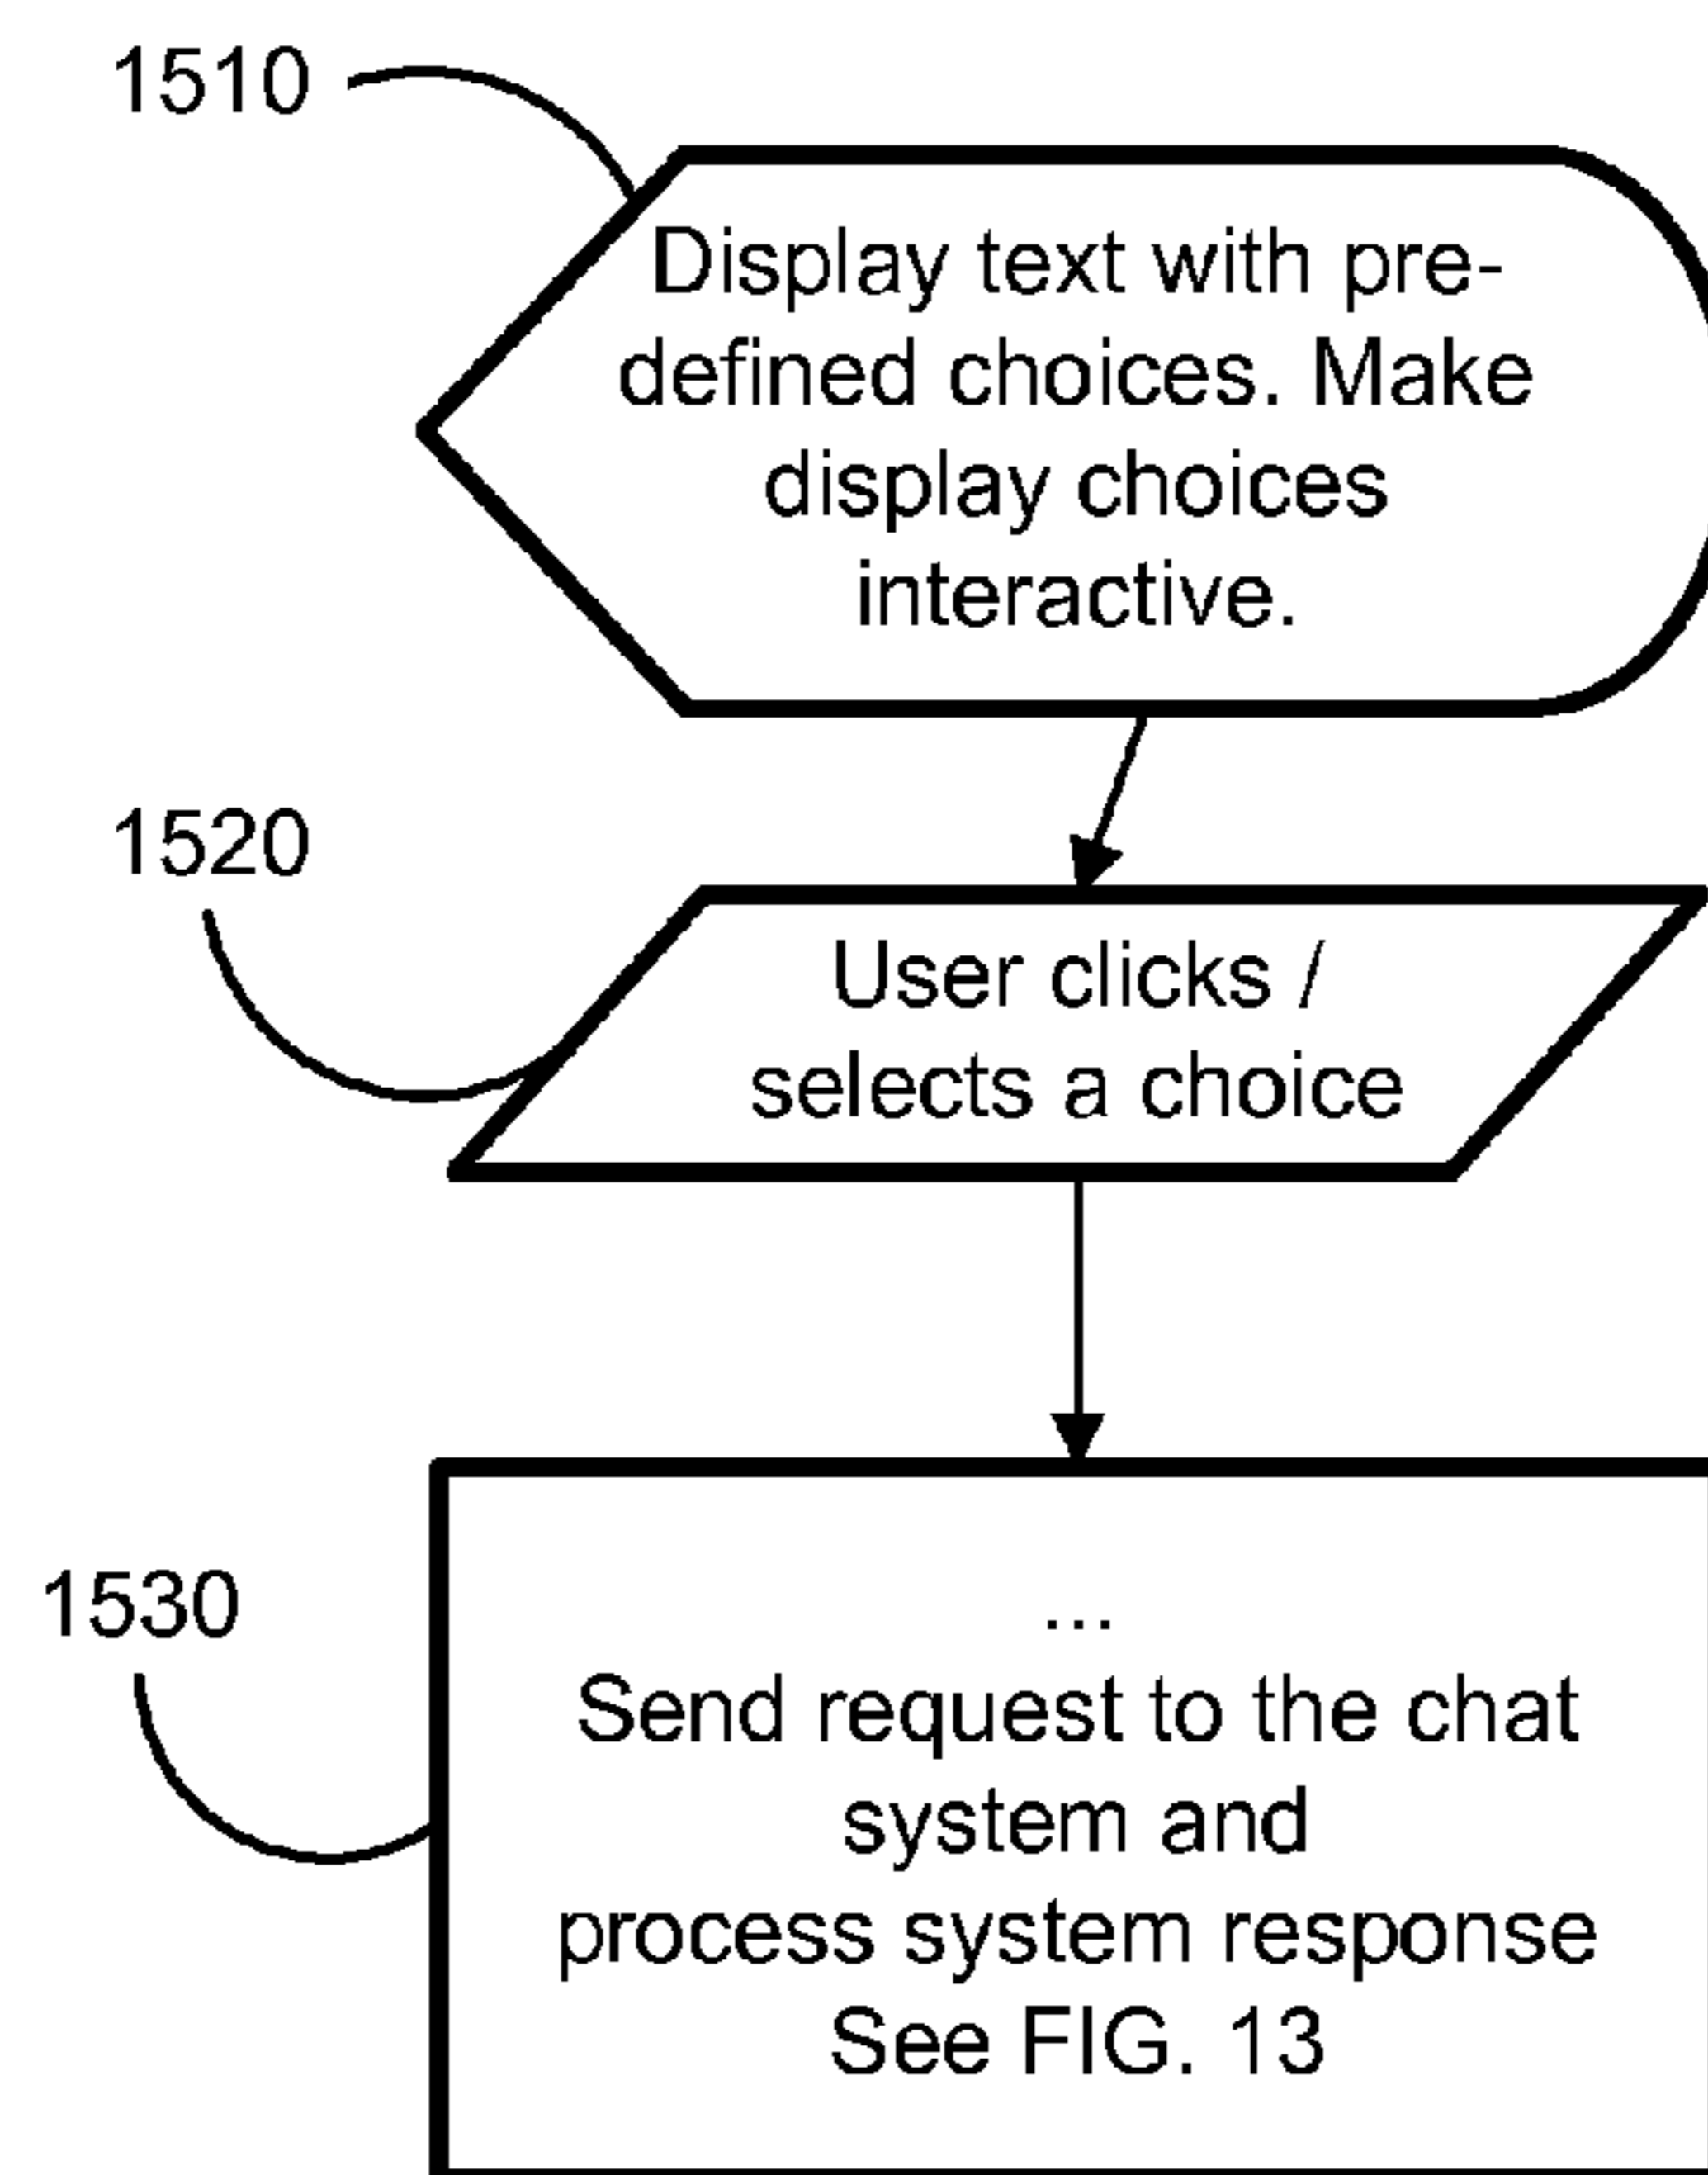 1510
Display text with pre-
defined choices. Make
display choices
interactive.
1520
User clicks /
selects a choice
1530
...
Send request to the chat
system and
process system response
See FIG. 13